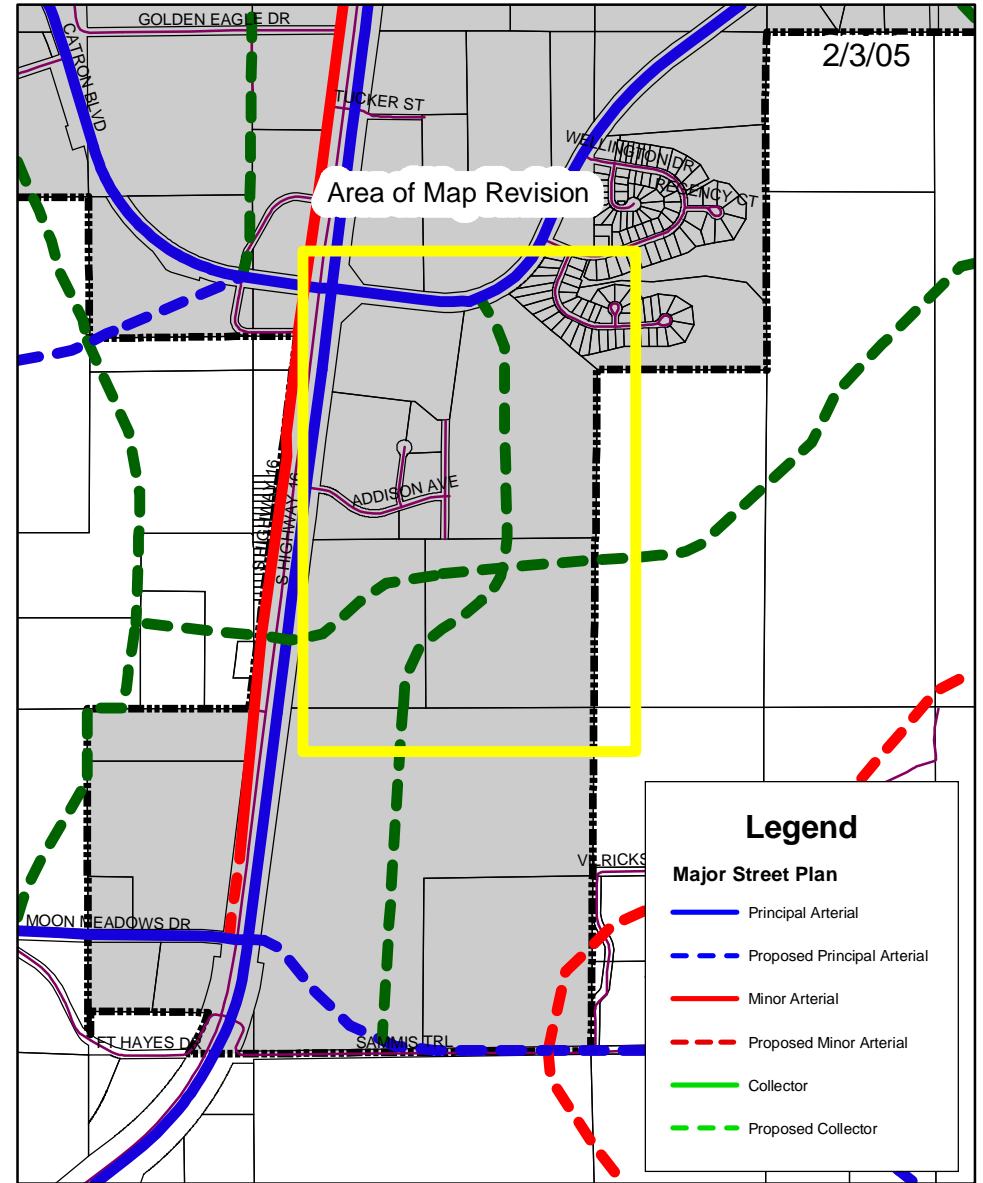 GOLDEN EAGLE DR
2/3/05
CATRON BLVD
TUCKER ST
WELLINGTON DR
REGENCY CT
Area of Map Revision
ADDISON AVE
S HIGHWAY 16
S HIGHWAY 16
MOON MEADOWS DR
FT HAYES DR
SAMMIS TRL
Legend
Major Street Plan
Principal Arterial
Proposed Principal Arterial
Minor Arterial
Proposed Minor Arterial
Collector
Proposed Collector